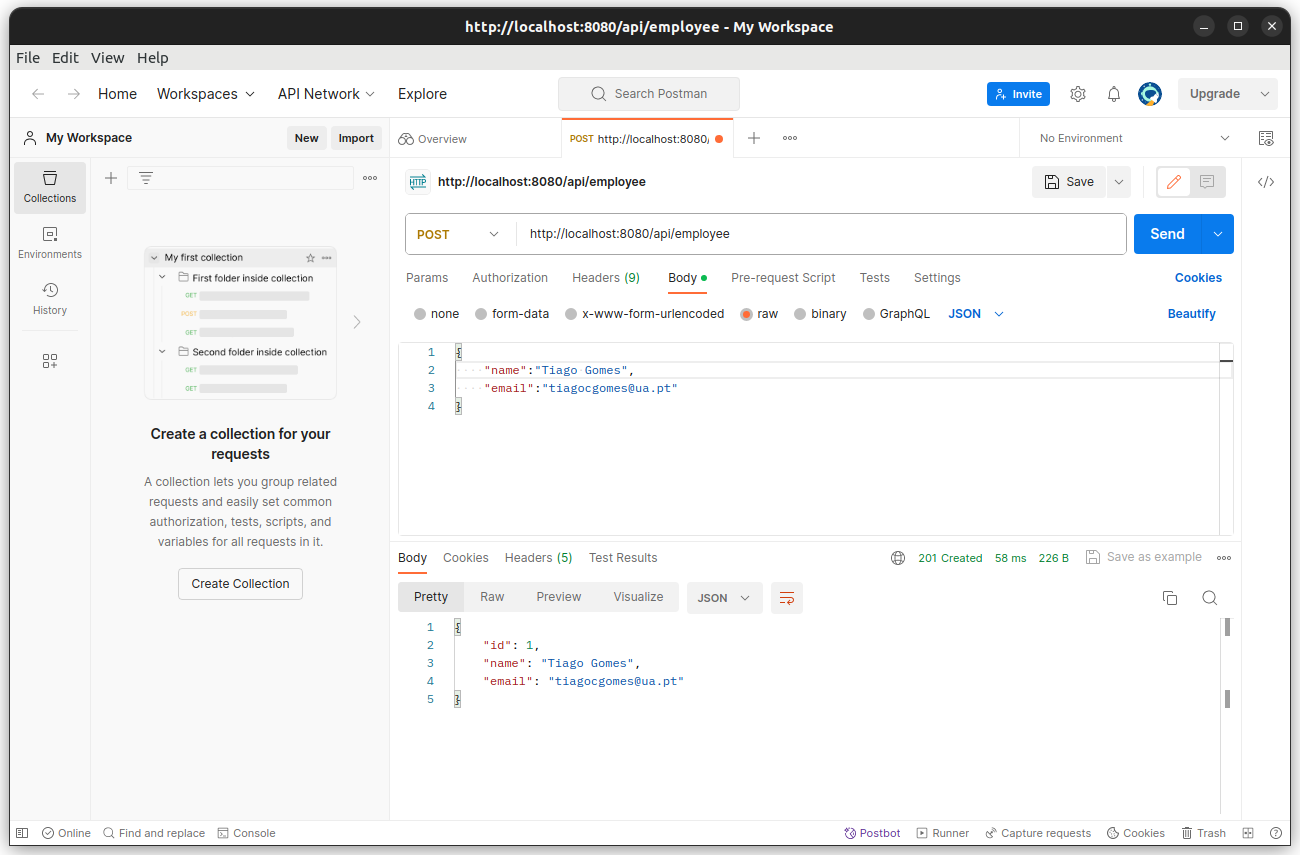 http://localhost:8080/api/employee - My Workspace
File Edit View Help
Home Workspaces API Network Explore Search Postman Invite Upgrade
My Workspace New Import Overview POST http://localhost:8080/ No Environment
Collections
Environments
History
My first collection
First folder inside collection
GET
POST
GET
Second folder inside collection
GET
GET
Create a collection for your
requests
A collection lets you group related
requests and easily set common
authorization, tests, scripts, and
variables for all requests in it.
Create Collection
HTTP http://localhost:8080/api/employee Save
POST http://localhost:8080/api/employee Send
Params Authorization Headers (9) Body Pre-request Script Tests Settings Cookies
none form-data x-www-form-urlencoded raw binary GraphQL JSON Beautify
1 {
2 "name":"Tiago Gomes",
3 "email":"tiagocgomes@ua.pt"
4 }
Body Cookies Headers (5) Test Results 201 Created 58 ms 226 B Save as example
Pretty Raw Preview Visualize JSON
1 {
2 "id": 1,
3 "name": "Tiago Gomes",
4 "email": "tiagocgomes@ua.pt"
5 }
Online Find and replace Console Postbot Runner Capture requests Cookies Trash